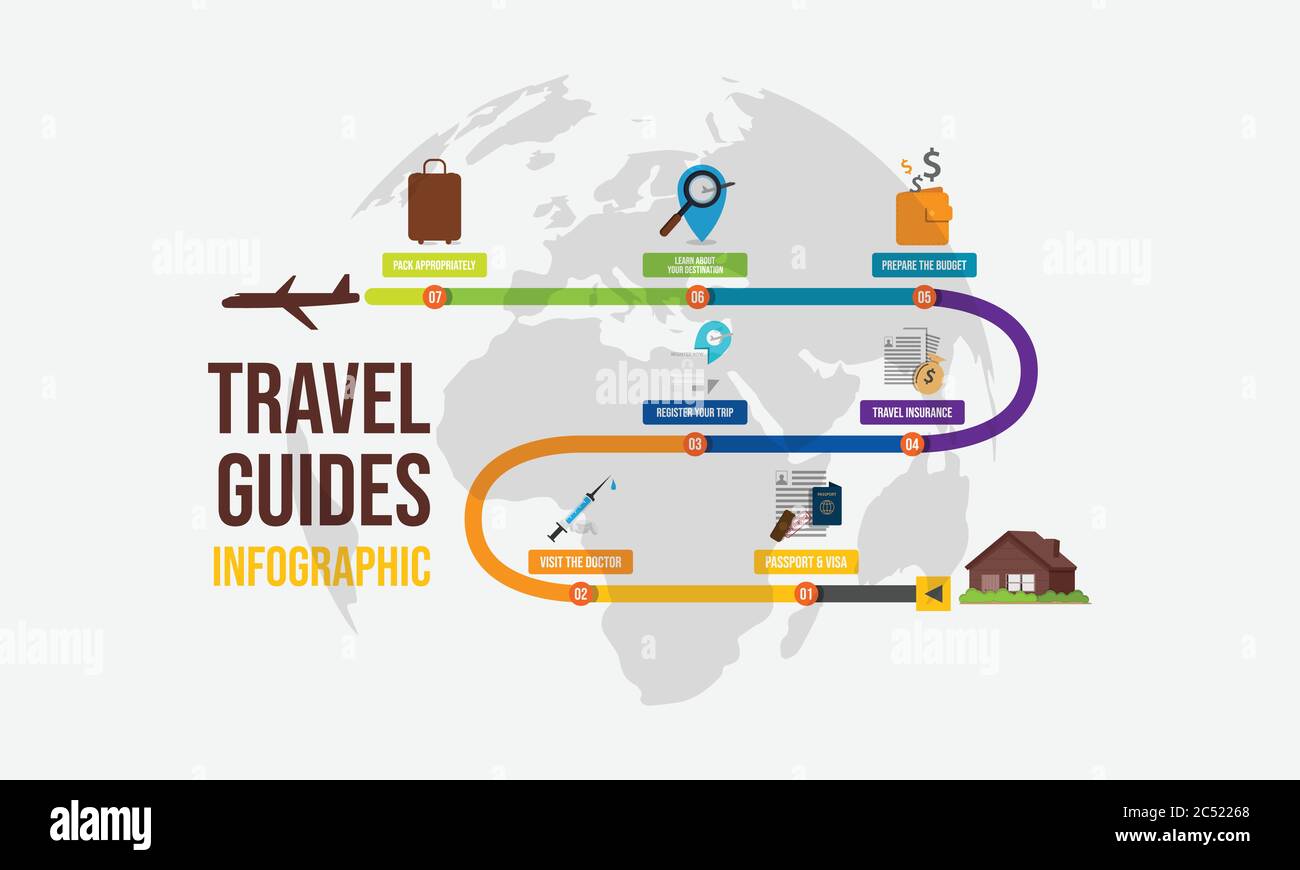 PACK APPROPRIATELY
LEARN ABOUT
YOUR DESTINATION
PREPARE THE BUDGET
07
06
05
TRAVEL
GUIDES
INFOGRAPHIC
REGISTER NOW
REGISTER YOUR TRIP
TRAVEL INSURANCE
03
04
PASSPORT
VISIT THE DOCTOR
PASSPORT & VISA
02
01
a
alamy
alamy
alamy
alamy
alamy
alamy
Image ID: 2C52268
www.alamy.com